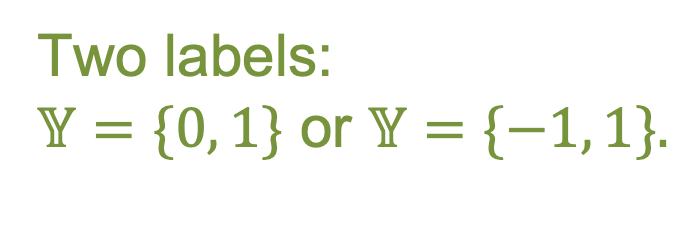 Two labels:
𝕐 = {0, 1} or 𝕐 = {−1, 1}.